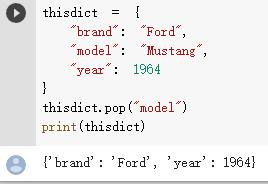 thisdict = {
    "brand": "Ford",
    "model": "Mustang",
    "year": 1964
}
thisdict.pop("model")
print(thisdict)
{'brand': 'Ford', 'year': 1964}